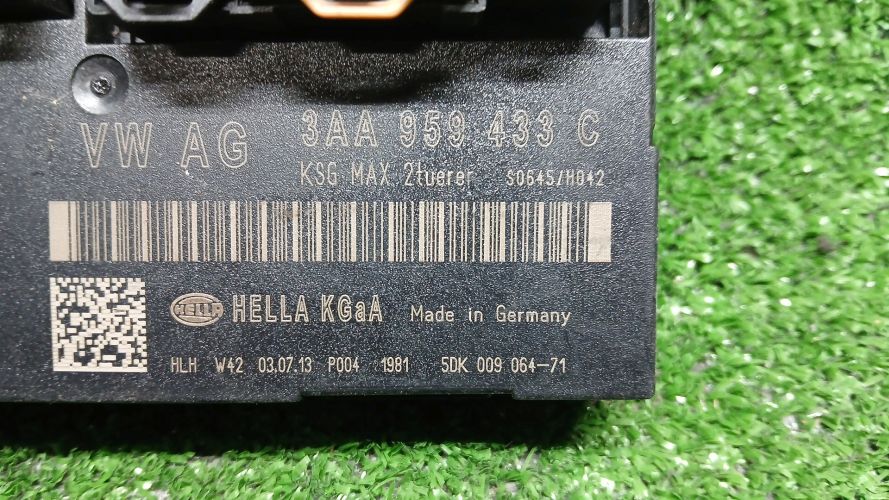 VW AG 3AA 959 433 C
KSG MAX 2tuerer S0645/H042
HELLA HELLA KGaA Made in Germany
HLH W42 03.07.13 P004 1981 5DK 009 064-71